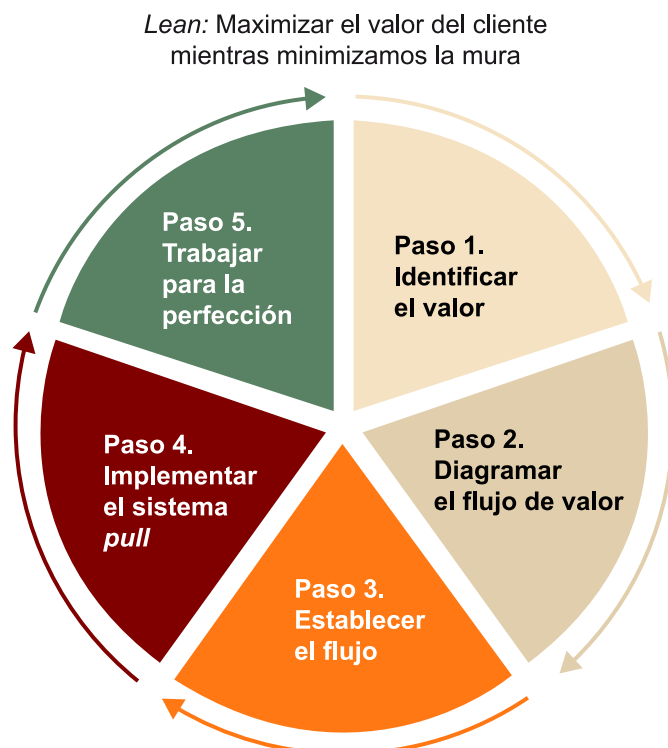 Lean: Maximizar el valor del cliente
mientras minimizamos la mura
Paso 1.
Identificar
el valor
Paso 2.
Diagramar
el flujo de valor
Paso 3.
Establecer
el flujo
Paso 4.
Implementar
el sistema
pull
Paso 5.
Trabajar
para la
perfección